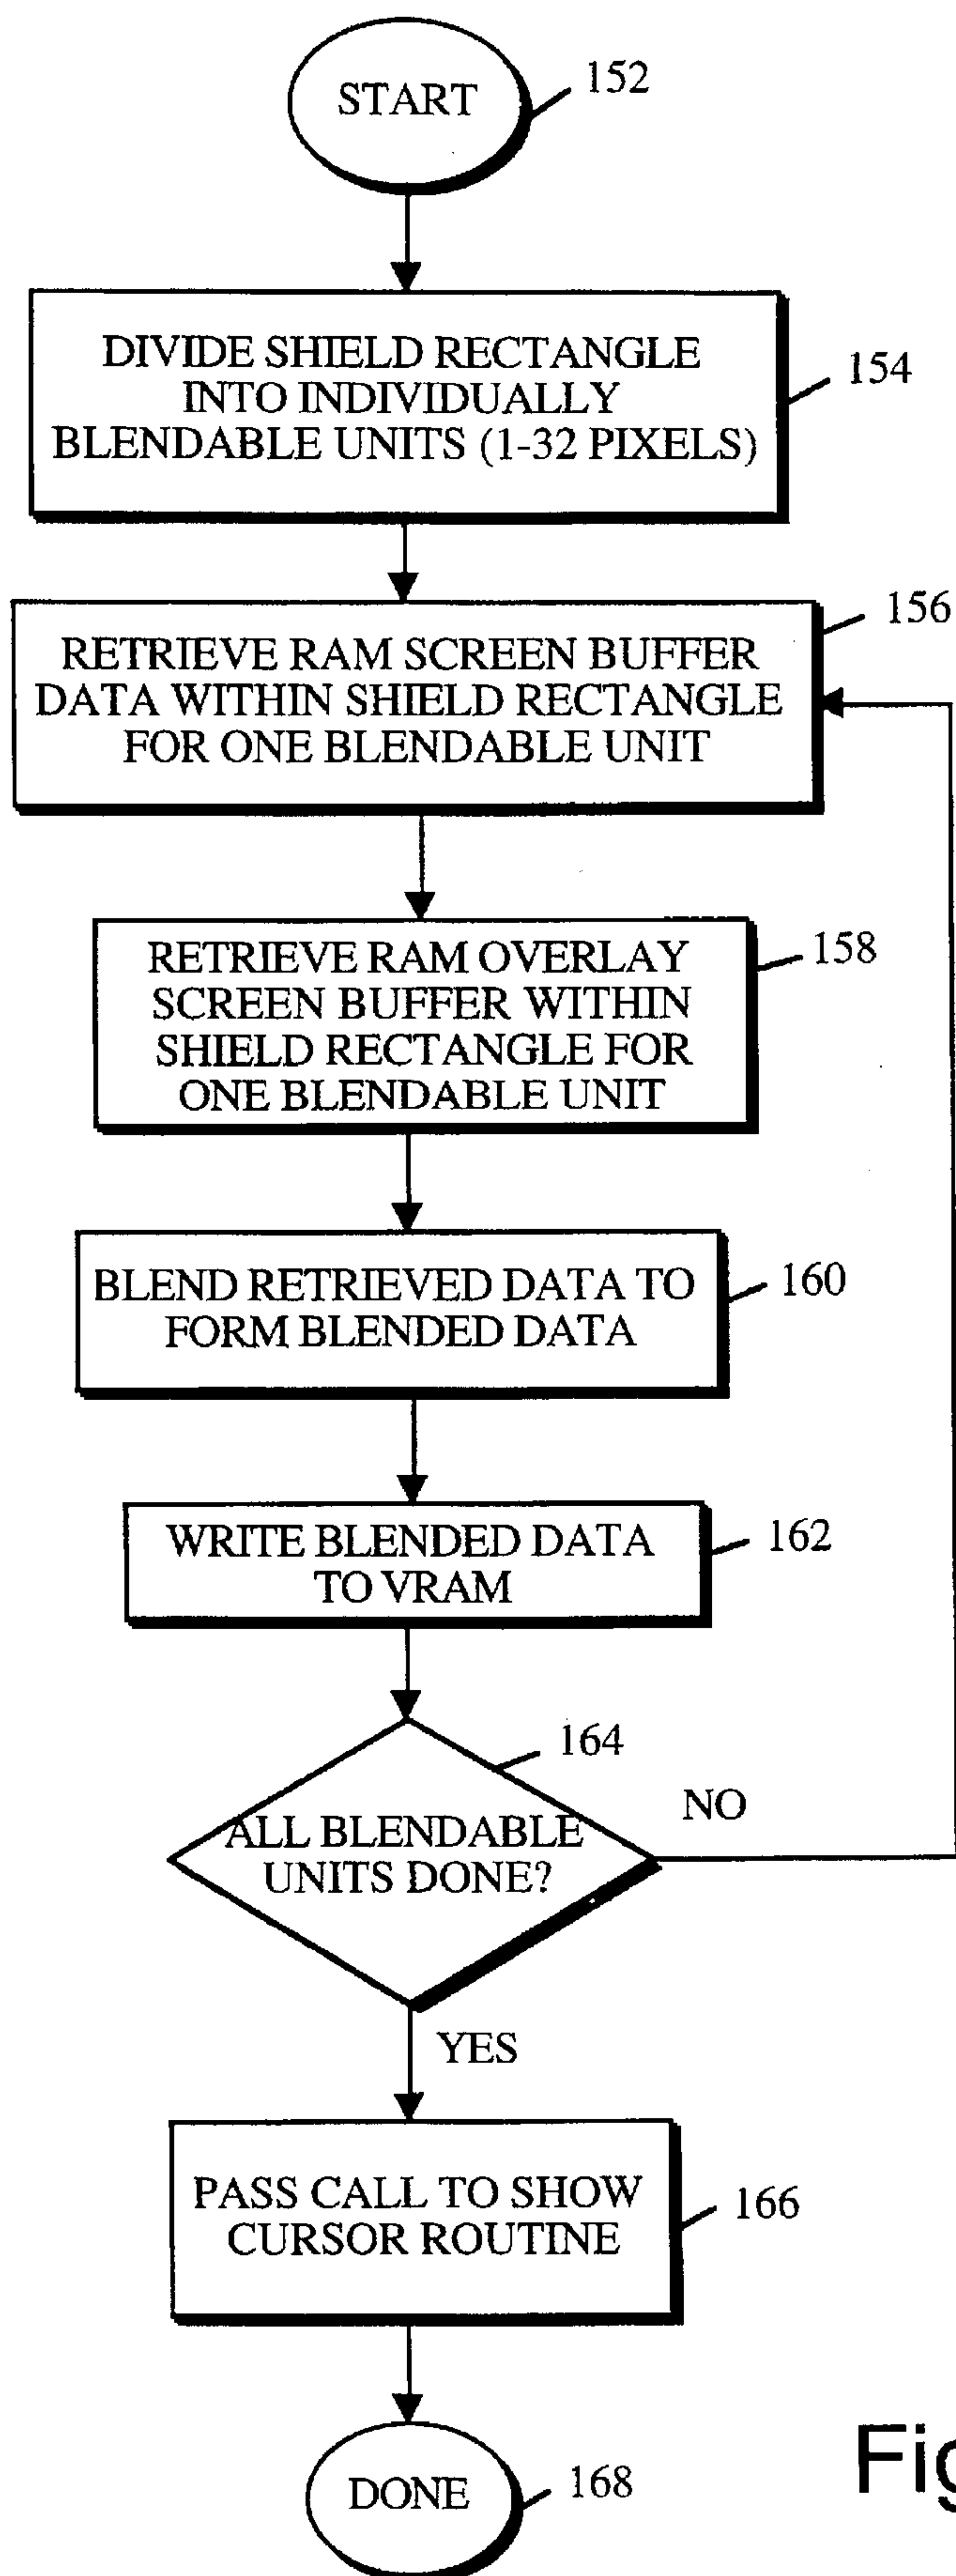 START
152
DIVIDE SHIELD RECTANGLE
INTO INDIVIDUALLY
BLENDABLE UNITS (1-32 PIXELS)
154
RETRIEVE RAM SCREEN BUFFER
DATA WITHIN SHIELD RECTANGLE
FOR ONE BLENDABLE UNIT
156
RETRIEVE RAM OVERLAY
SCREEN BUFFER WITHIN
SHIELD RECTANGLE FOR
ONE BLENDABLE UNIT
158
BLEND RETRIEVED DATA TO
FORM BLENDED DATA
160
WRITE BLENDED DATA
TO VRAM
162
164
ALL BLENDABLE
UNITS DONE?
NO
YES
PASS CALL TO SHOW
CURSOR ROUTINE
166
DONE
168
Fig